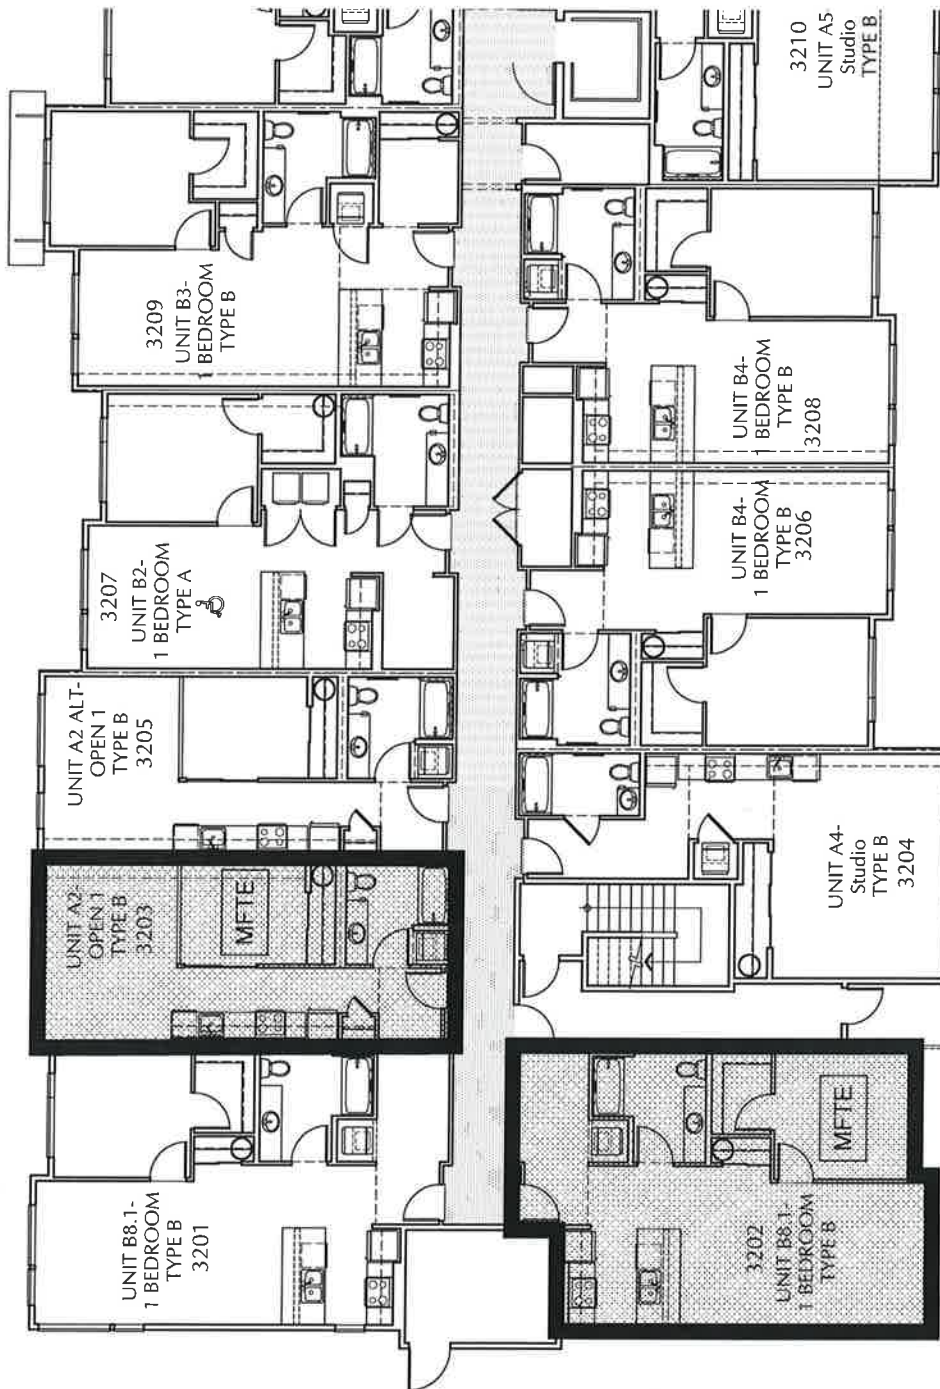 3210
UNIT A5
Studio
TYPE B
3209
UNIT B3-
1 BEDROOM
TYPE B
UNIT B4-
1 BEDROOM
TYPE B
3208
3207
UNIT B2-
1 BEDROOM
TYPE A
UNIT B4-
1 BEDROOM
TYPE B
3206
UNIT A2 ALT-
OPEN 1
TYPE B
3205
UNIT A4-
Studio
TYPE B
3204
UNIT A2
OPEN 1
TYPE B
3203
MFTE
UNIT B8.1-
1 BEDROOM
TYPE B
3201
MFTE
3202
UNIT B8.1-
1 BEDROOM
TYPE B